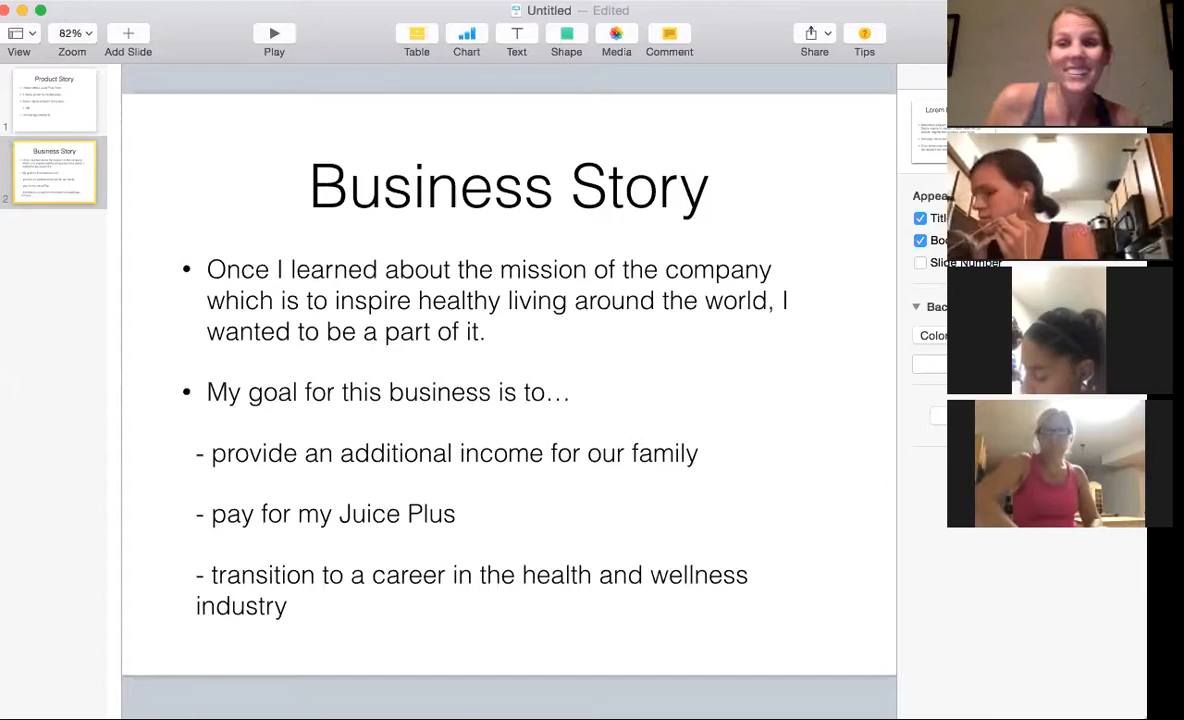 Untitled — Edited
82%
View
Zoom
Add Slide
Play
Table
Chart
Text
Shape
Media
Comment
Share
Tips
Product Story
1
Business Story
2
Business Story
• Once I learned about the mission of the company
which is to inspire healthy living around the world, I
wanted to be a part of it.
• My goal for this business is to…
- provide an additional income for our family
- pay for my Juice Plus
- transition to a career in the health and wellness
industry
Lorem
Appea
Titl
Bo
Slide Number
Bac
Color